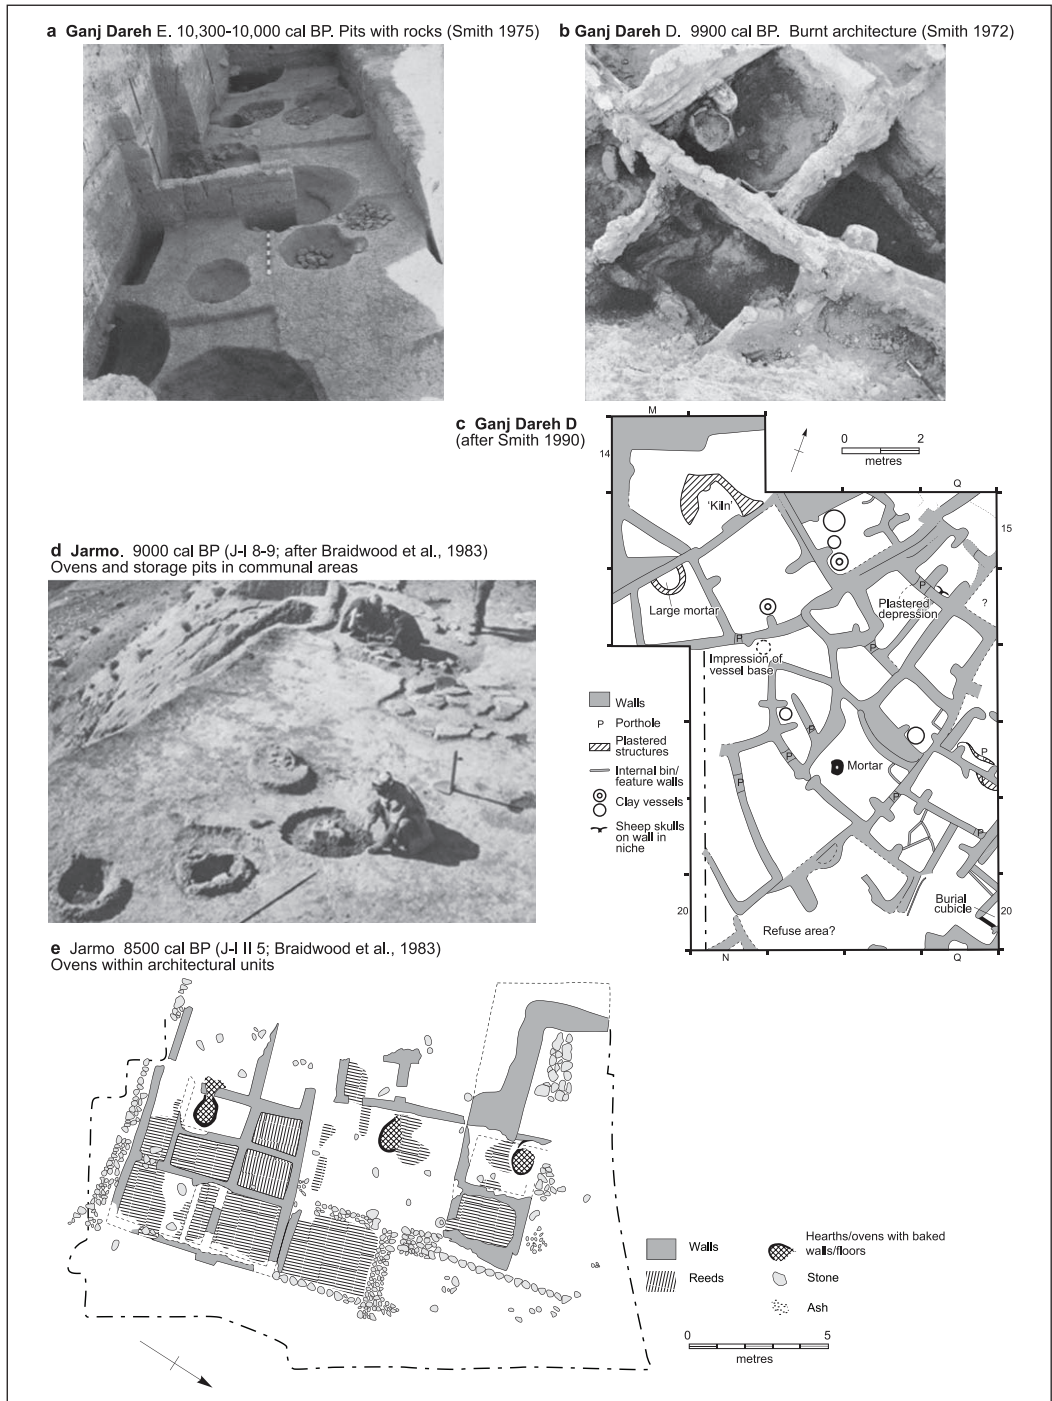 a Ganj Dareh E. 10,300-10,000 cal BP. Pits with rocks (Smith 1975)
b Ganj Dareh D. 9900 cal BP. Burnt architecture (Smith 1972)
c Ganj Dareh D
(after Smith 1990)
M
14
0 2
metres
Q
'Kiln'
15
P
Large mortar
Plastered
depression
?
P
P
Impression of
vessel base
Walls
P Porthole
Plastered
structures
Internal bin/
feature walls
Clay vessels
Sheep skulls
on wall in
niche
P
P
P
Mortar
P
P
P
Burial
cubicle
20
20
Refuse area?
N
Q
d Jarmo. 9000 cal BP (J-I 8-9; after Braidwood et al., 1983)
Ovens and storage pits in communal areas
e Jarmo 8500 cal BP (J-I II 5; Braidwood et al., 1983)
Ovens within architectural units
Walls
Reeds
Hearths/ovens with baked
walls/floors
Stone
Ash
0 5
metres